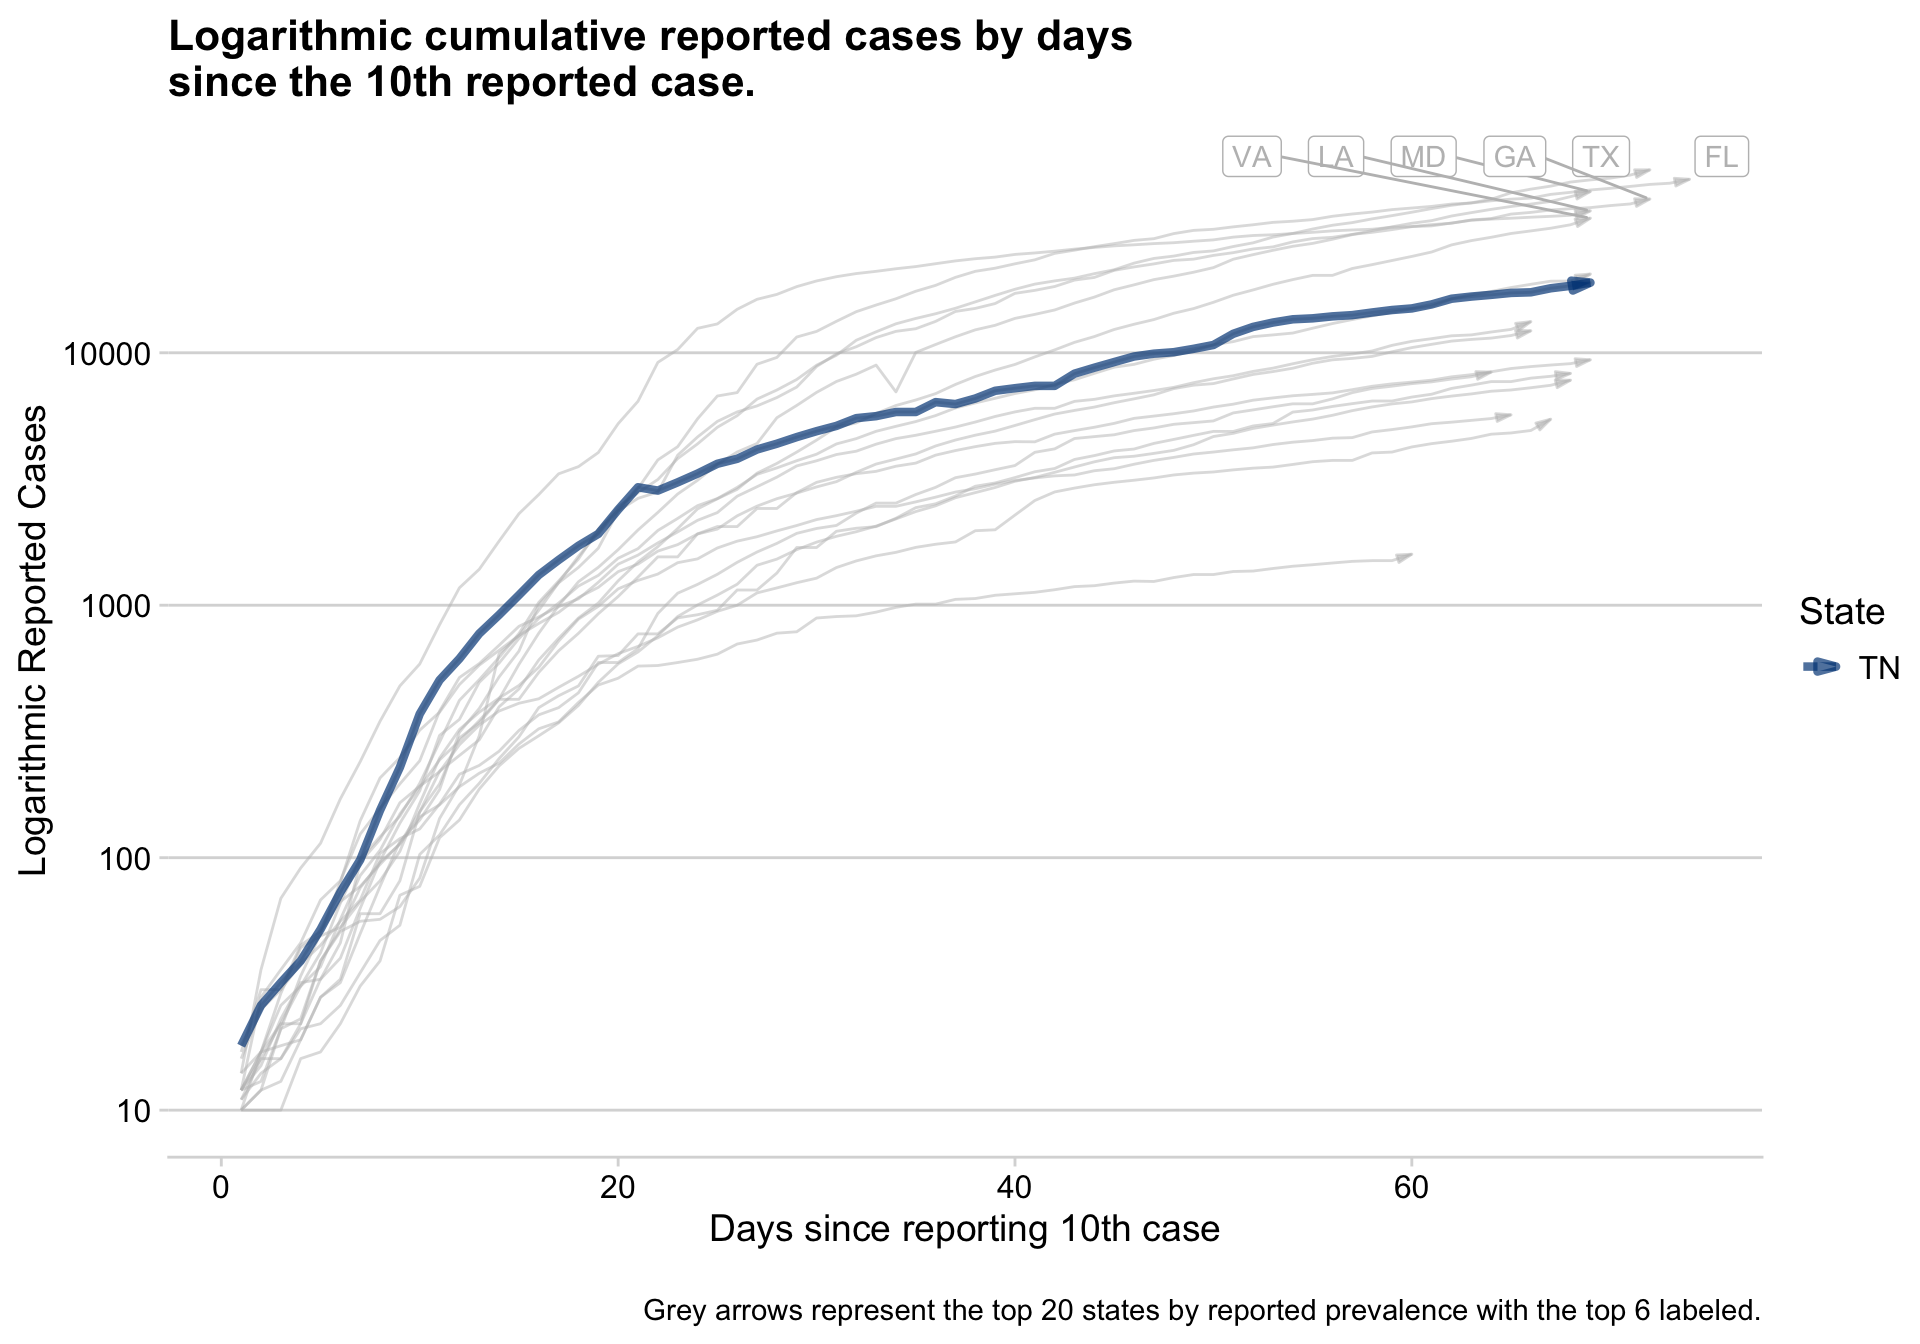 Logarithmic cumulative reported cases by days
since the 10th reported case.
VA LA MD GA TX FL
10000
1000
100
10
Logarithmic Reported Cases
State
TN
0 20 40 60
Days since reporting 10th case
Grey arrows represent the top 20 states by reported prevalence with the top 6 labeled.